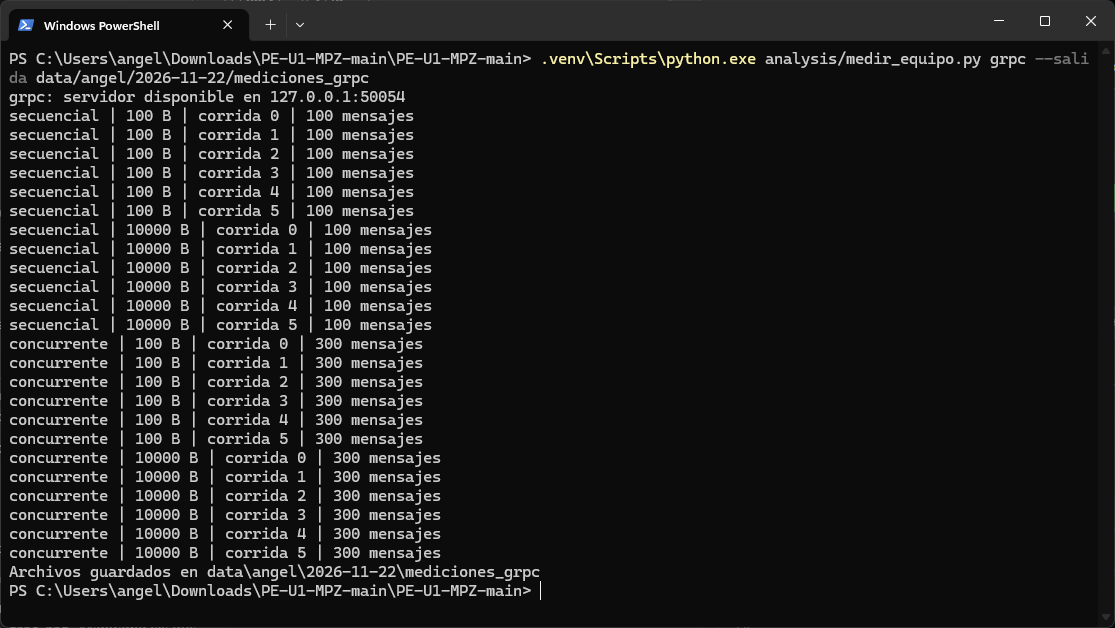 Windows PowerShell
PS C:\Users\angel\Downloads\PE-U1-MPZ-main\PE-U1-MPZ-main> .venv\Scripts\python.exe analysis/medir_equipo.py grpc --sali
da data/angel/2026-11-22/mediciones_grpc
grpc: servidor disponible en 127.0.0.1:50054
secuencial | 100 B | corrida 0 | 100 mensajes
secuencial | 100 B | corrida 1 | 100 mensajes
secuencial | 100 B | corrida 2 | 100 mensajes
secuencial | 100 B | corrida 3 | 100 mensajes
secuencial | 100 B | corrida 4 | 100 mensajes
secuencial | 100 B | corrida 5 | 100 mensajes
secuencial | 10000 B | corrida 0 | 100 mensajes
secuencial | 10000 B | corrida 1 | 100 mensajes
secuencial | 10000 B | corrida 2 | 100 mensajes
secuencial | 10000 B | corrida 3 | 100 mensajes
secuencial | 10000 B | corrida 4 | 100 mensajes
secuencial | 10000 B | corrida 5 | 100 mensajes
concurrente | 100 B | corrida 0 | 300 mensajes
concurrente | 100 B | corrida 1 | 300 mensajes
concurrente | 100 B | corrida 2 | 300 mensajes
concurrente | 100 B | corrida 3 | 300 mensajes
concurrente | 100 B | corrida 4 | 300 mensajes
concurrente | 100 B | corrida 5 | 300 mensajes
concurrente | 10000 B | corrida 0 | 300 mensajes
concurrente | 10000 B | corrida 1 | 300 mensajes
concurrente | 10000 B | corrida 2 | 300 mensajes
concurrente | 10000 B | corrida 3 | 300 mensajes
concurrente | 10000 B | corrida 4 | 300 mensajes
concurrente | 10000 B | corrida 5 | 300 mensajes
Archivos guardados en data\angel\2026-11-22\mediciones_grpc
PS C:\Users\angel\Downloads\PE-U1-MPZ-main\PE-U1-MPZ-main>